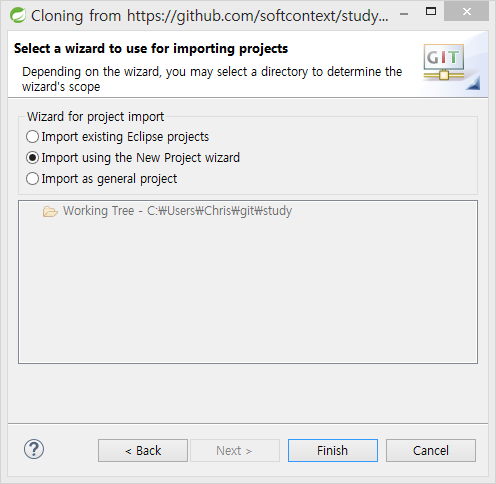 Cloning from https://github.com/softcontext/study...
Select a wizard to use for importing projects
Depending on the wizard, you may select a directory to determine the
wizard's scope
GIT
Wizard for project import
Import existing Eclipse projects
Import using the New Project wizard
Import as general project
Working Tree - C:₩Users₩Chris₩git₩study
?
< Back
Next >
Finish
Cancel